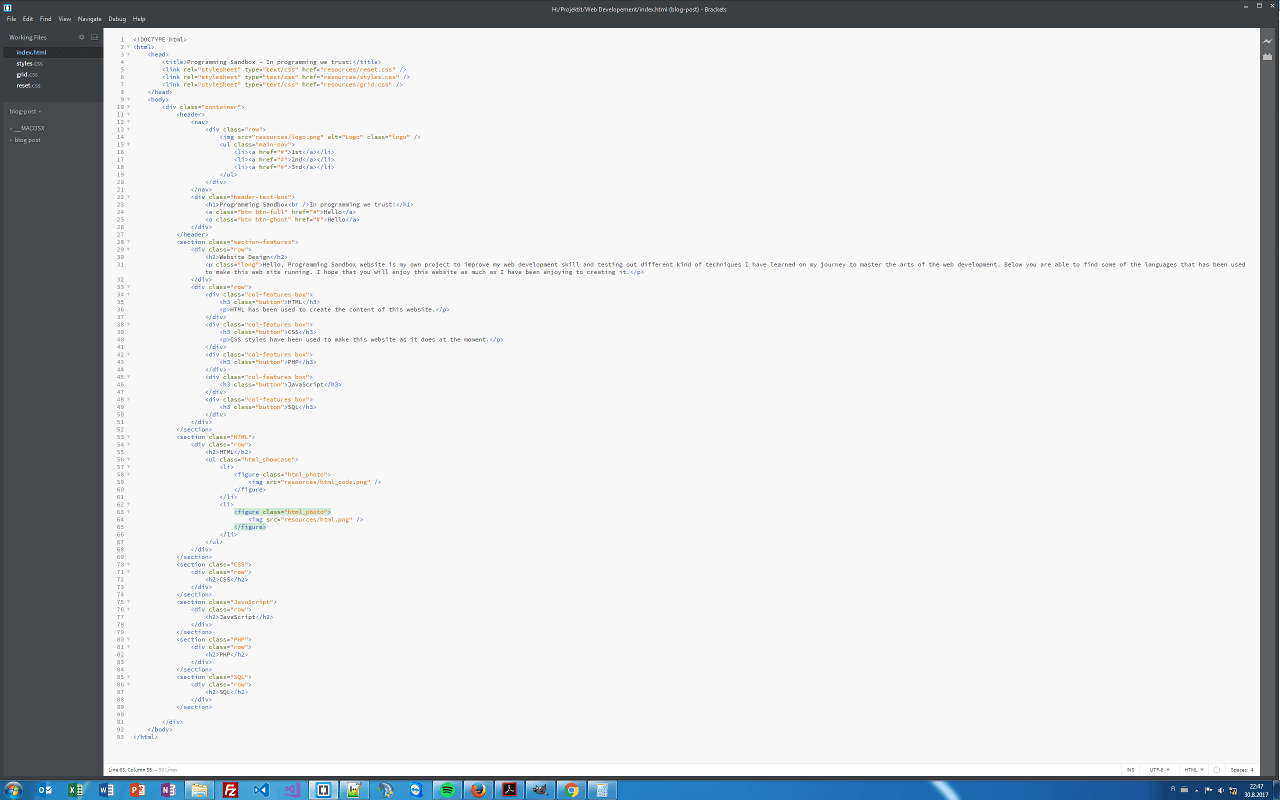 H:/Projektit/Web Developement/index.html (blog-post) - Brackets
File Edit Find View Navigate Debug Help
Working Files
index.html
styles.css
grid.css
reset.css
blog-post
__MACOSX
blog post
1 <!DOCTYPE html>
2 <html>
3 <head>
4 <title>Programming Sandbox - In programming we trust!</title>
5 <link rel="stylesheet" type="text/css" href="resources/reset.css" />
6 <link rel="stylesheet" type="text/css" href="resources/styles.css" />
7 <link rel="stylesheet" type="text/css" href="resources/grid.css" />
8 </head>
9 <body>
10 <div class="container">
11 <header>
12 <nav>
13 <div class="row">
14 <img src="resources/logo.png" alt="Logo" class="logo" />
15 <ul class="main-nav">
16 <li><a href="#">1st</a></li>
17 <li><a href="#">2nd</a></li>
18 <li><a href="#">3rd</a></li>
19 </ul>
20 </div>
21 </nav>
22 <div class="header-text-box">
23 <h1>Programming Sandbox<br />In programming we trust!</h1>
24 <a class="btn btn-full" href="#">Hello</a>
25 <a class="btn btn-ghost" href="#">Hello</a>
26 </div>
27 </header>
28 <section class="section-features">
29 <div class="row">
30 <h2>Website Design</h2>
31 <p class="long">Hello, Programming Sandbox website is my own project to improve my web development skill and testing out different kind of techniques I have learned on my journey to master the arts of the web development. Below you are able to find some of the languages that has been used
to make this web site running. I hope that you will enjoy this website as much as I have been enjoying to creating it.</p>
32 </div>
33 <div class="row">
34 <div class="col-features box">
35 <h3 class="button">HTML</h3>
36 <p>HTML has been used to create the content of this website.</p>
37 </div>
38 <div class="col-features box">
39 <h3 class="button">CSS</h3>
40 <p>CSS styles have been used to make this website as it does at the moment.</p>
41 </div>
42 <div class="col-features box">
43 <h3 class="button">PHP</h3>
44 </div>
45 <div class="col-features box">
46 <h3 class="button">JavaScript</h3>
47 </div>
48 <div class="col-features box">
49 <h3 class="button">SQL</h3>
50 </div>
51 </div>
52 </section>
53 <section class="HTML">
54 <div class="row">
55 <h2>HTML</h2>
56 <ul class="html_showcase">
57 <li>
58 <figure class="html_photo">
59 <img src="resources/html_code.png" />
60 </figure>
61 </li>
62 <li>
63 <figure class="html_photo">
64 <img src="resources/html.png" />
65 </figure>
66 </li>
67 </ul>
68 </div>
69 </section>
70 <section class="CSS">
71 <div class="row">
72 <h2>CSS</h2>
73 </div>
74 </section>
75 <section class="JavaScript">
76 <div class="row">
77 <h2>JavaScript</h2>
78 </div>
79 </section>
80 <section class="PHP">
81 <div class="row">
82 <h2>PHP</h2>
83 </div>
84 </section>
85 <section class="SQL">
86 <div class="row">
87 <h2>SQL</h2>
88 </div>
89 </section>
90
91 </div>
92 </body>
93 </html>
Line 63, Column 55 — 93 Lines
INS UTF-8 HTML Spaces: 4
FI 22:47
30.8.2017